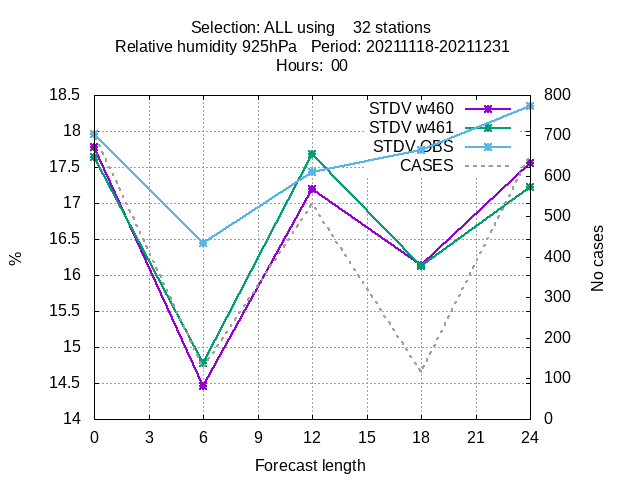 Selection: ALL using    32 stations
Relative humidity 925hPa   Period: 20211118-20211231
Hours:  00
STDV w460
STDV w461
STDV OBS
CASES
18.5
18
17.5
17
16.5
16
15.5
15
14.5
14
%
800
700
600
500
400
300
200
100
0
No cases
0 3 6 9 12 15 18 21 24
Forecast length